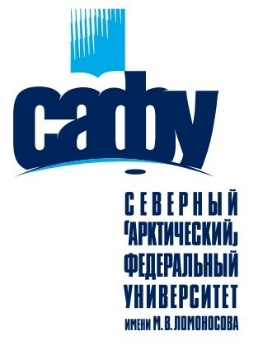 сафу
СЕВЕРНЫЙ
(АРКТИЧЕСКИЙ)
ФЕДЕРАЛЬНЫЙ
УНИВЕРСИТЕТ
ИМЕНИ М. В. ЛОМОНОСОВА